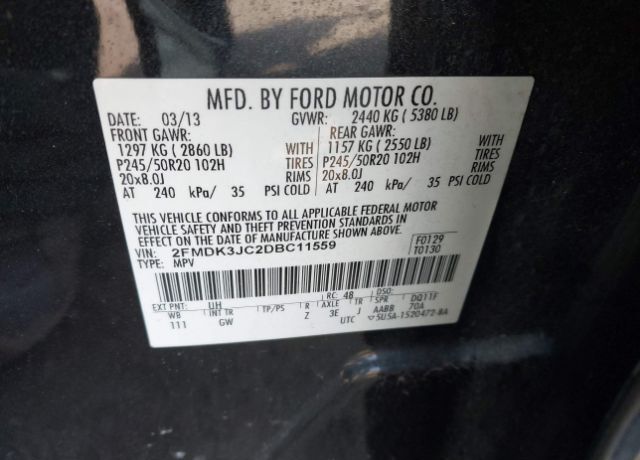 MFD. BY FORD MOTOR CO.
DATE: 03/13 GVWR: 2440 KG ( 5380 LB)
FRONT GAWR: REAR GAWR:
1297 KG ( 2860 LB) WITH 1157 KG ( 2550 LB) WITH
P245/50R20 102H TIRES P245/50R20 102H TIRES
20x8.0J RIMS 20x8.0J RIMS
AT 240 kPa/ 35 PSI COLD AT 240 kPa/ 35 PSI COLD
THIS VEHICLE CONFORMS TO ALL APPLICABLE FEDERAL MOTOR
VEHICLE SAFETY AND THEFT PREVENTION STANDARDS IN
EFFECT ON THE DATE OF MANUFACTURE SHOWN ABOVE.
VIN: 2FMDK3JC2DBC11559 F0129
TYPE: MPV T0130
EXT PNT: UH RC: 48 DSO:
WB INT TR TP/PS R AXLE TR SPR DQ11F
111 GW Z 3E J AABB 70A
UTC ▽5U5A-1520472-BA